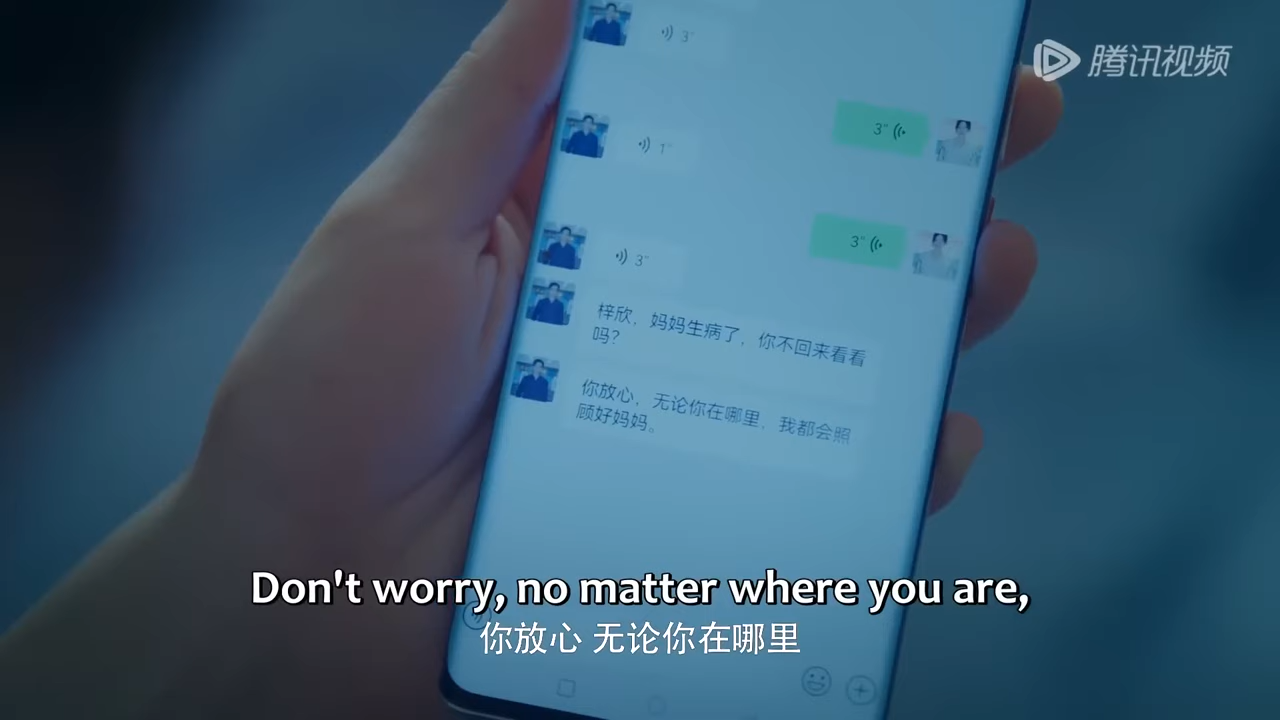 3"
腾讯视频
3"
1"
3"
3"
梓欣，妈妈生病了，你不回来看看
吗？
你放心，无论你在哪里，我都会照
顾好妈妈。
Don't worry, no matter where you are,
你放心 无论你在哪里